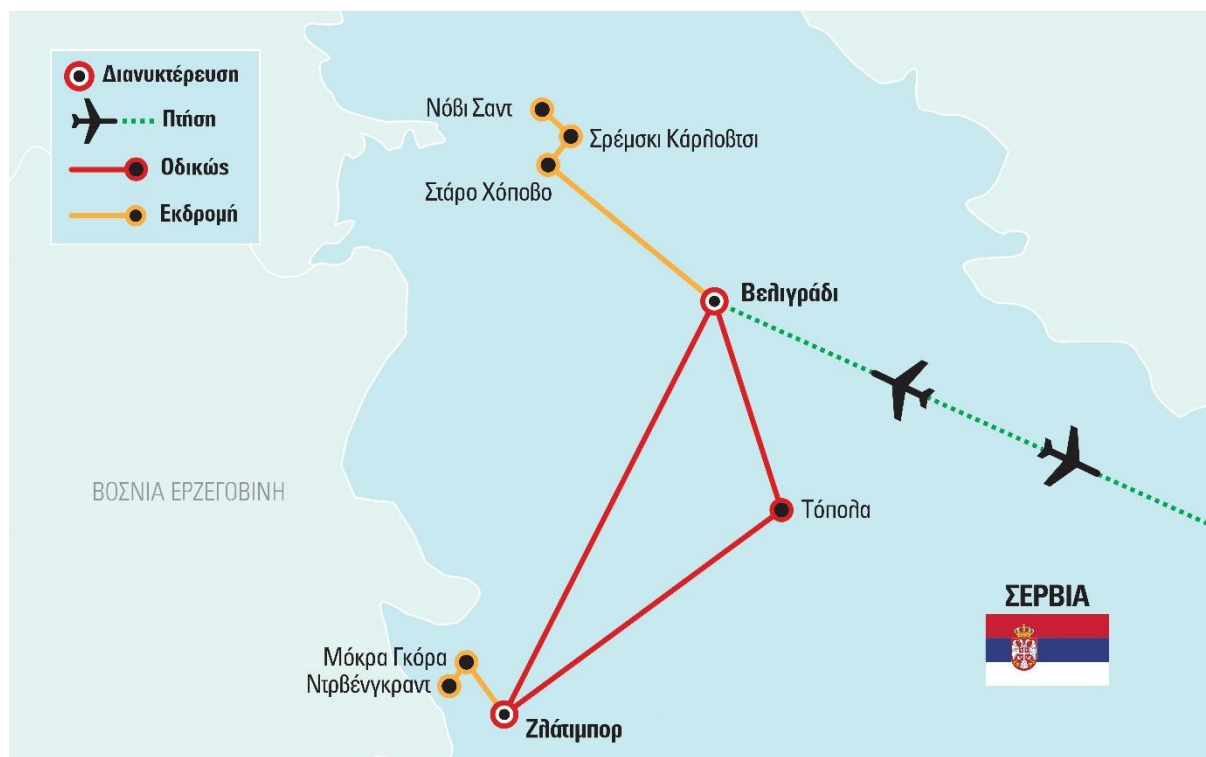 Διανυκτέρευση
Πτήση
Οδικώς
Εκδρομή
Νόβι Σαντ
Σρέμσκι Κάρλοβτσι
Στάρο Χόποβο
Βελιγράδι
ΒΟΣΝΙΑ ΕΡΖΕΓΟΒΙΝΗ
Τόπολα
ΣΕΡΒΙΑ
Μόκρα Γκόρα
Ντρβένγκραντ
Ζλάτιμπορ